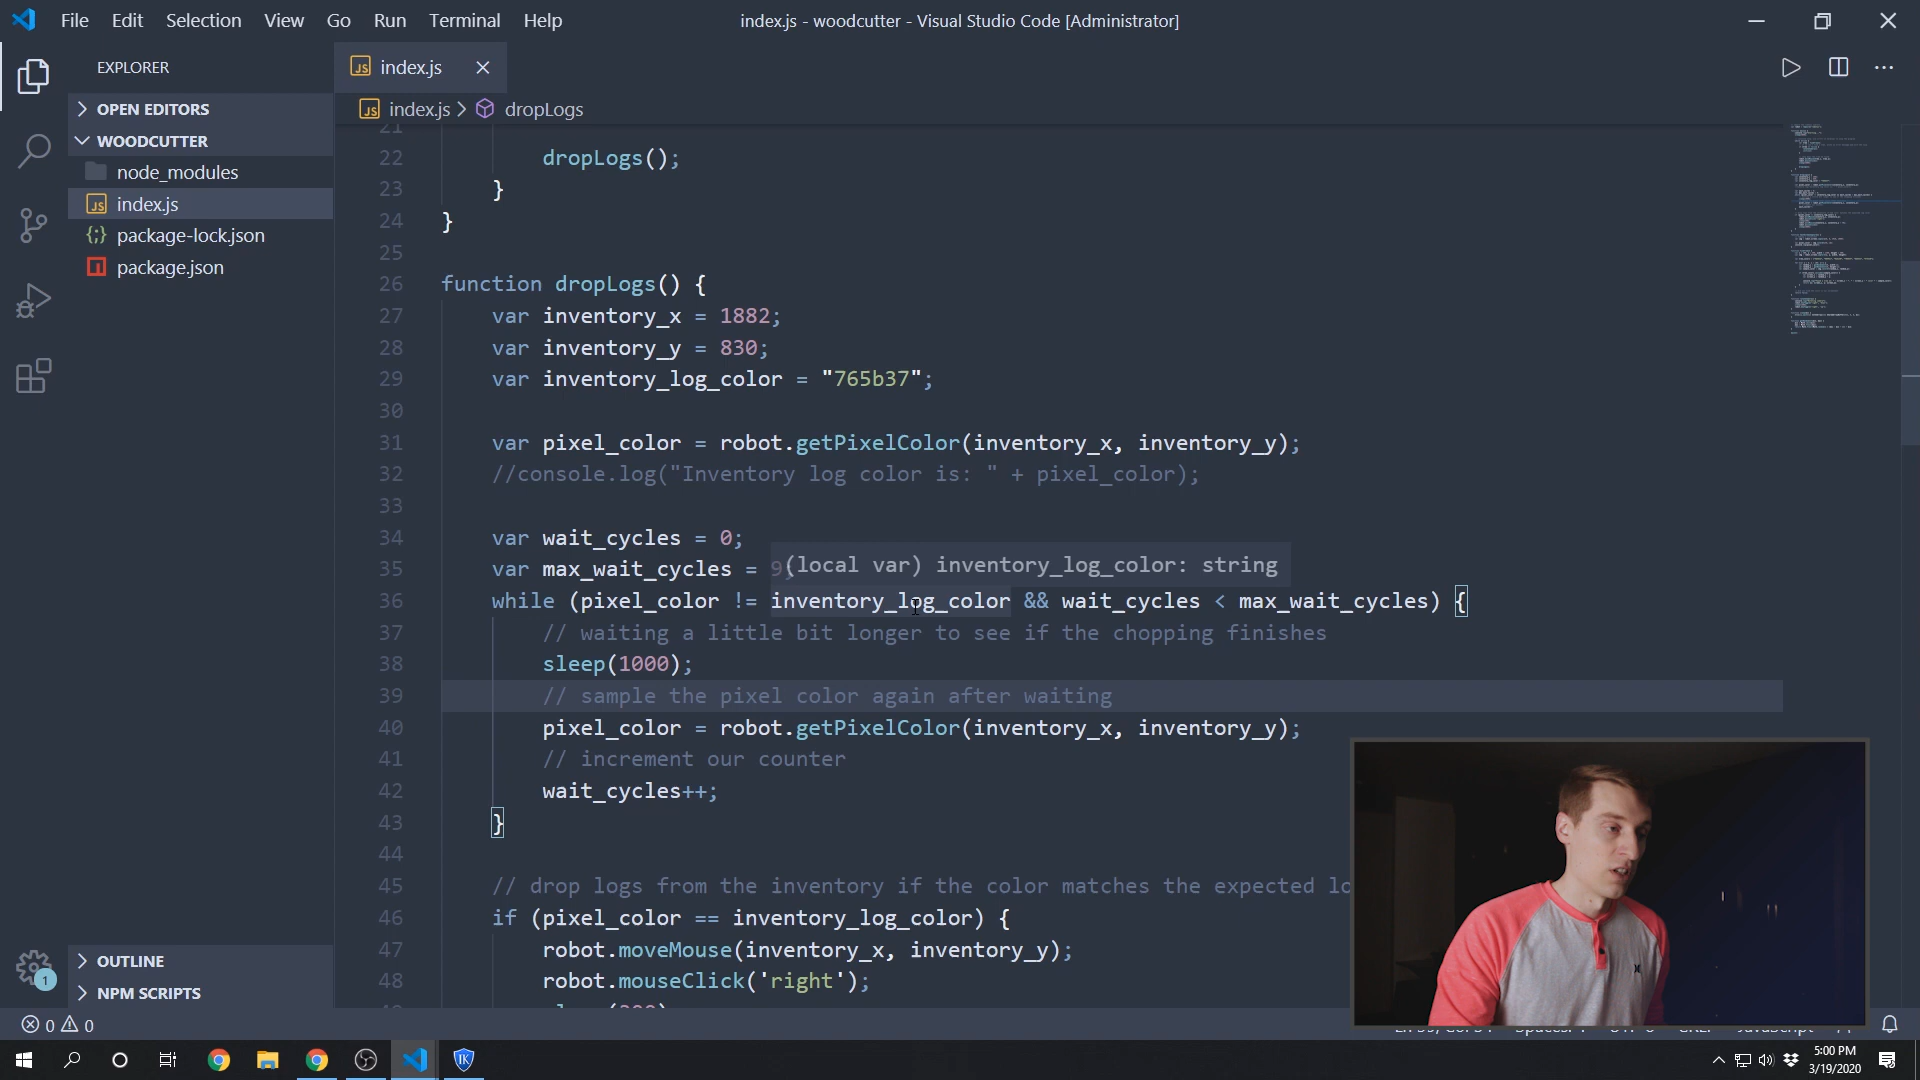 File Edit Selection View Go Run Terminal Help
index.js - woodcutter - Visual Studio Code [Administrator]
EXPLORER
OPEN EDITORS
WOODCUTTER
node_modules
JS index.js
package-lock.json
package.json
OUTLINE
NPM SCRIPTS
JS index.js
JS index.js > dropLogs
21
22 dropLogs();
23 }
24 }
25
26 function dropLogs() {
27 var inventory_x = 1882;
28 var inventory_y = 830;
29 var inventory_log_color = "765b37";
30
31 var pixel_color = robot.getPixelColor(inventory_x, inventory_y);
32 //console.log("Inventory log color is: " + pixel_color);
33
34 var wait_cycles = 0;
35 var max_wait_cycles = 9;
(local var) inventory_log_color: string
36 while (pixel_color != inventory_log_color && wait_cycles < max_wait_cycles) {
37 // waiting a little bit longer to see if the chopping finishes
38 sleep(1000);
39 // sample the pixel color again after waiting
40 pixel_color = robot.getPixelColor(inventory_x, inventory_y);
41 // increment our counter
42 wait_cycles++;
43 }
44
45 // drop logs from the inventory if the color matches the expected
46 if (pixel_color == inventory_log_color) {
47 robot.moveMouse(inventory_x, inventory_y);
48 robot.mouseClick('right');
1
0 0
IK
5:00 PM
3/19/2020